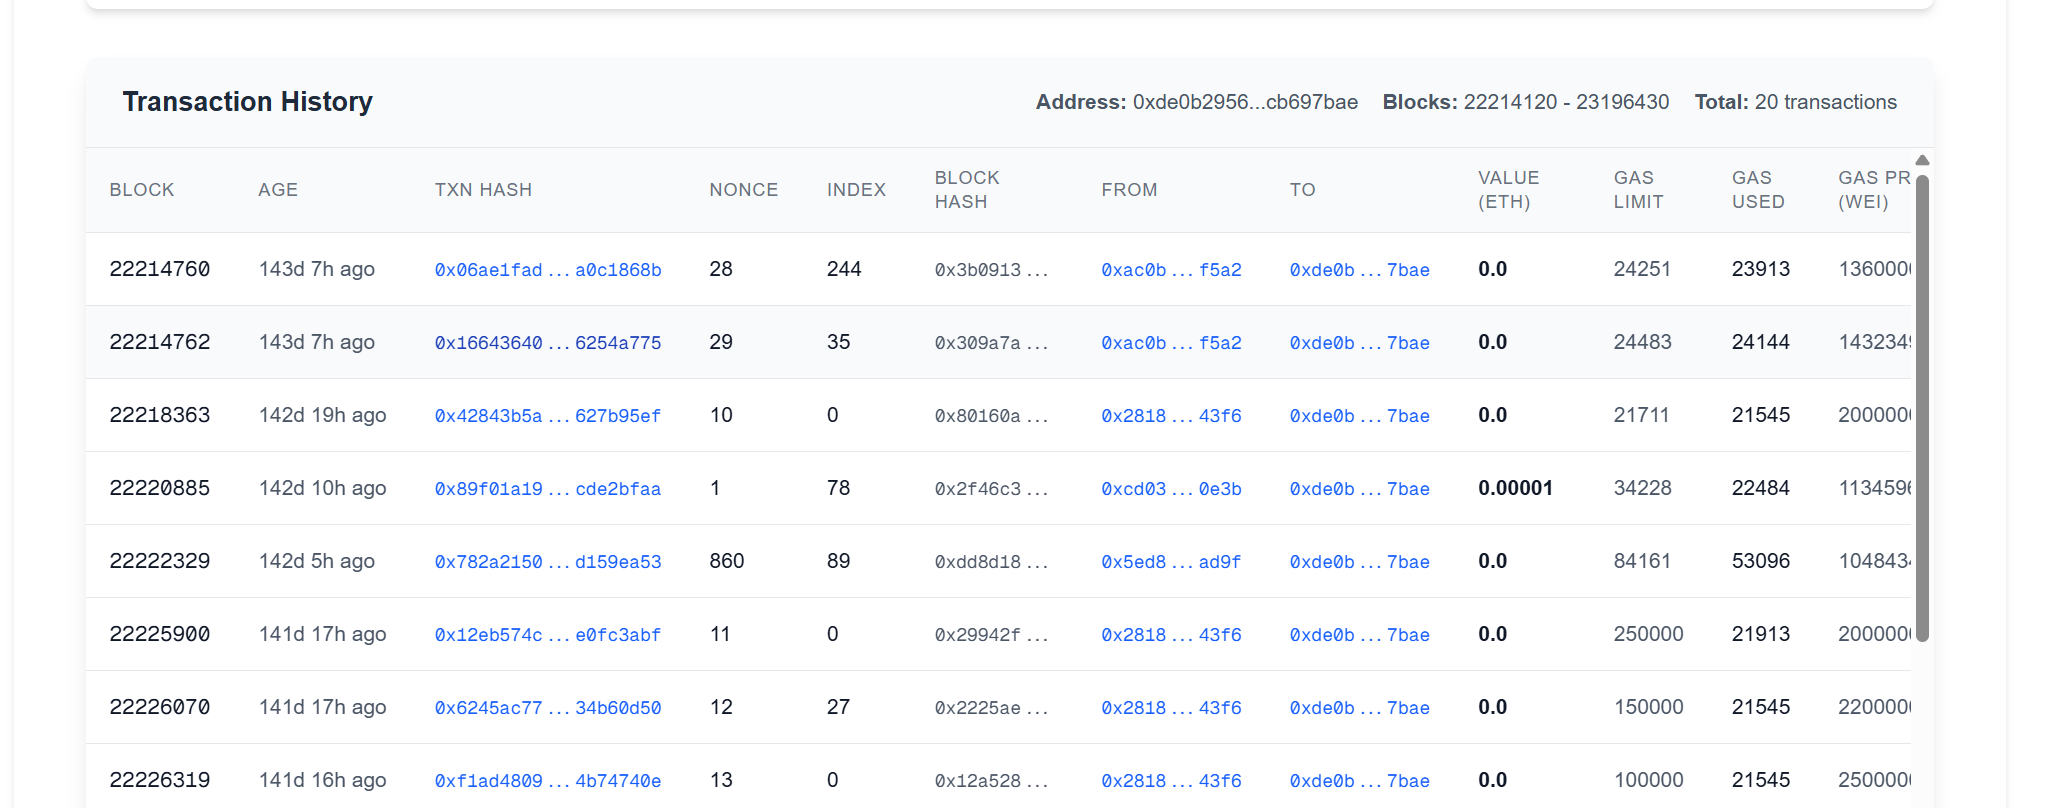 Transaction History Address: 0xde0b2956...cb697bae Blocks: 22214120 - 23196430 Total: 20 transactions
BLOCK AGE TXN HASH NONCE INDEX BLOCK HASH FROM TO VALUE (ETH) GAS LIMIT GAS USED GAS PR (WEI)
22214760 143d 7h ago 0x06ae1fad...a0c1868b 28 244 0x3b0913... 0xac0b...f5a2 0xde0b...7bae 0.0 24251 23913 136000
22214762 143d 7h ago 0x16643640...6254a775 29 35 0x309a7a... 0xac0b...f5a2 0xde0b...7bae 0.0 24483 24144 143234
22218363 142d 19h ago 0x42843b5a...627b95ef 10 0 0x80160a... 0x2818...43f6 0xde0b...7bae 0.0 21711 21545 200000
22220885 142d 10h ago 0x89f01a19...cde2bfaa 1 78 0x2f46c3... 0xcd03...0e3b 0xde0b...7bae 0.00001 34228 22484 113459
22222329 142d 5h ago 0x782a2150...d159ea53 860 89 0xdd8d18... 0x5ed8...ad9f 0xde0b...7bae 0.0 84161 53096 104843
22225900 141d 17h ago 0x12eb574c...e0fc3abf 11 0 0x29942f... 0x2818...43f6 0xde0b...7bae 0.0 250000 21913 200000
22226070 141d 17h ago 0x6245ac77...34b60d50 12 27 0x2225ae... 0x2818...43f6 0xde0b...7bae 0.0 150000 21545 220000
22226319 141d 16h ago 0xf1ad4809...4b74740e 13 0 0x12a528... 0x2818...43f6 0xde0b...7bae 0.0 100000 21545 250000